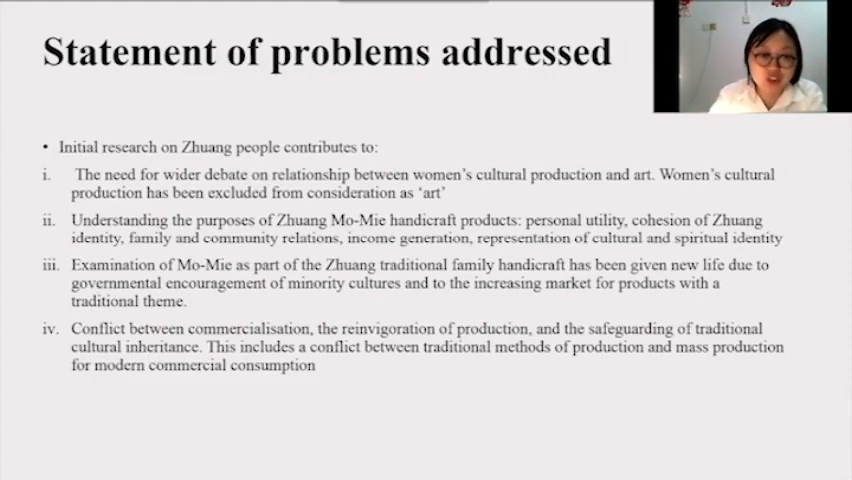 Statement of problems addressed
• Initial research on Zhuang people contributes to:
i. The need for wider debate on relationship between women's cultural production and art. Women's cultural
production has been excluded from consideration as 'art'
ii. Understanding the purposes of Zhuang Mo-Mie handicraft products: personal utility, cohesion of Zhuang
identity, family and community relations, income generation, representation of cultural and spiritual identity
iii. Examination of Mo-Mie as part of the Zhuang traditional family handicraft has been given new life due to
governmental encouragement of minority cultures and to the increasing market for products with a
traditional theme.
iv. Conflict between commercialisation, the reinvigoration of production, and the safeguarding of traditional
cultural inheritance. This includes a conflict between traditional methods of production and mass production
for modern commercial consumption